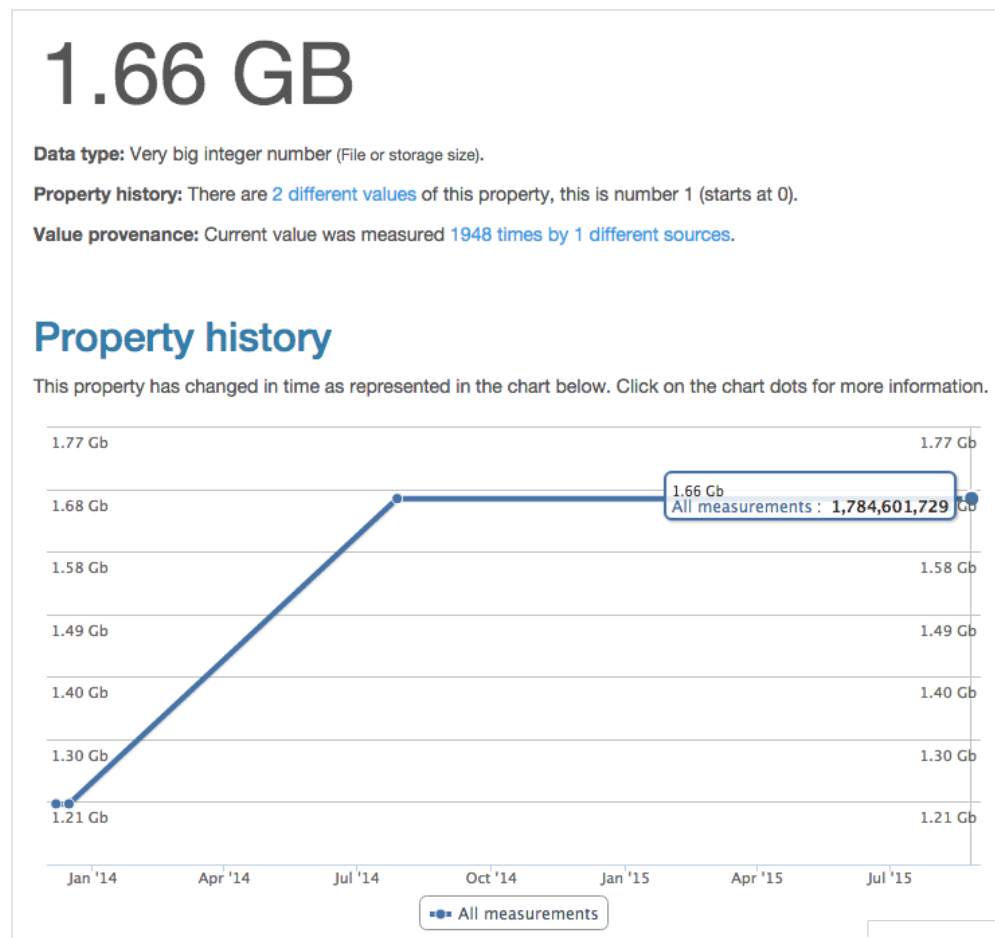 1.66 GB
Data type: Very big integer number (File or storage size).
Property history: There are 2 different values of this property, this is number 1 (starts at 0).
Value provenance: Current value was measured 1948 times by 1 different sources.
Property history
This property has changed in time as represented in the chart below. Click on the chart dots for more information.
1.77 Gb 1.77 Gb
1.66 Gb
1.68 Gb All measurements : 1,784,601,729 Gb
1.58 Gb 1.58 Gb
1.49 Gb 1.49 Gb
1.40 Gb 1.40 Gb
1.30 Gb 1.30 Gb
1.21 Gb 1.21 Gb
Jan '14 Apr '14 Jul '14 Oct '14 Jan '15 Apr '15 Jul '15
All measurements